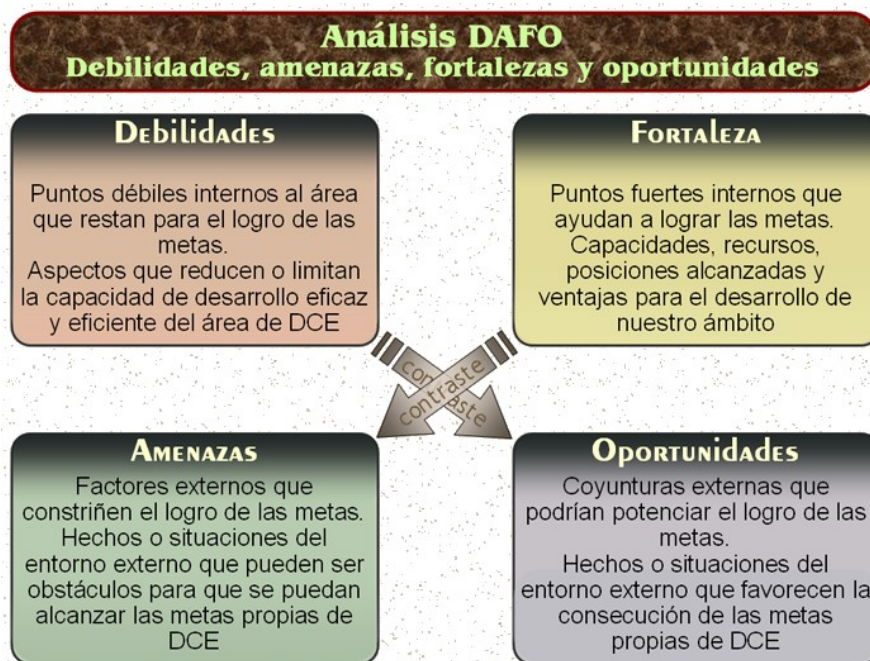 Análisis DAFO
Debilidades, amenazas, fortalezas y oportunidades
Debilidades
Puntos débiles internos al área
que restan para el logro de las
metas.
Aspectos que reducen o limitan
la capacidad de desarrollo eficaz
y eficiente del área de DCE
Fortaleza
Puntos fuertes internos que
ayudan a lograr las metas.
Capacidades, recursos,
posiciones alcanzadas y
ventajas para el desarrollo de
nuestro ámbito
contraste
contraste
Amenazas
Factores externos que
constriñen el logro de las metas.
Hechos o situaciones del
entorno externo que pueden ser
obstáculos para que se puedan
alcanzar las metas propias de
DCE
Oportunidades
Coyunturas externas que
podrían potenciar el logro de las
metas.
Hechos o situaciones del
entorno externo que favorecen la
consecución de las metas
propias de DCE